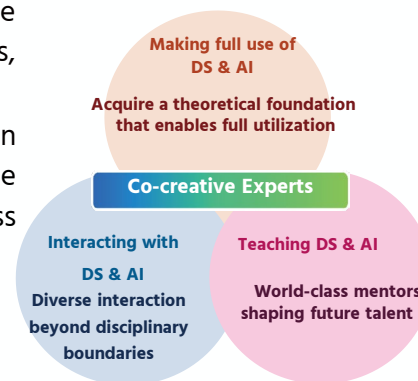 e
s,
n
e
ss
Making full use of
DS & AI
Acquire a theoretical foundation
that enables full utilization
Co-creative Experts
Interacting with
DS & AI
Diverse interaction
beyond disciplinary
boundaries
Teaching DS & AI
World-class mentors
shaping future talent